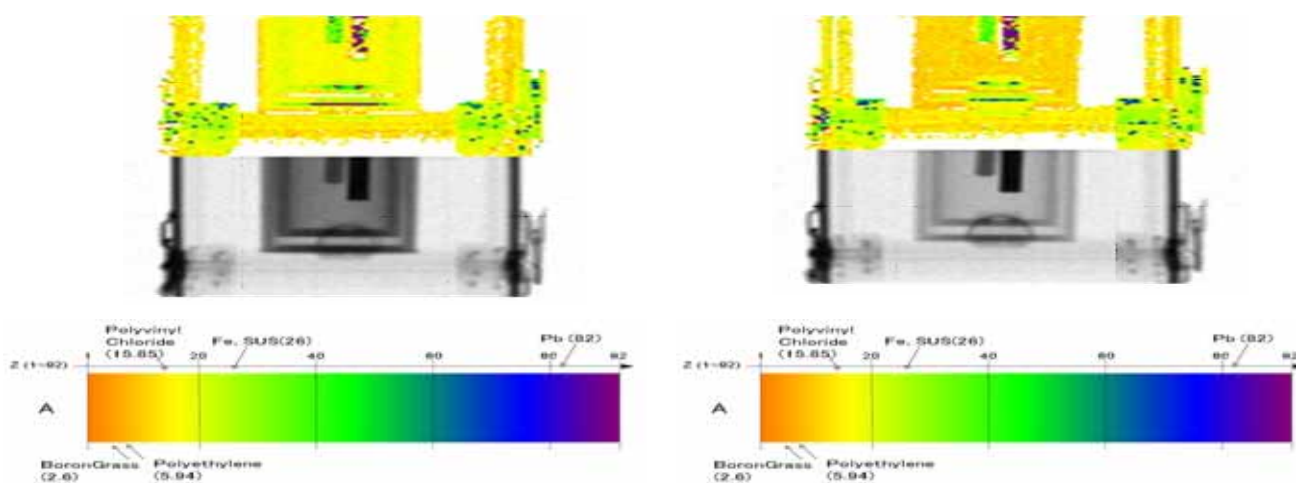 Polyvinyl
Chloride
(15.85)
Fe, SUS(26)
Pb (82)
Z (1~92)
1
20
40
60
92
A
BoronGrass
(2.6)
Polyethylene
(5.94)
Polyvinyl
Chloride
(15.85)
Fe, SUS(26)
Pb (82)
Z (1~92)
1
20
40
60
92
A
BoronGrass
(2.6)
Polyethylene
(5.94)